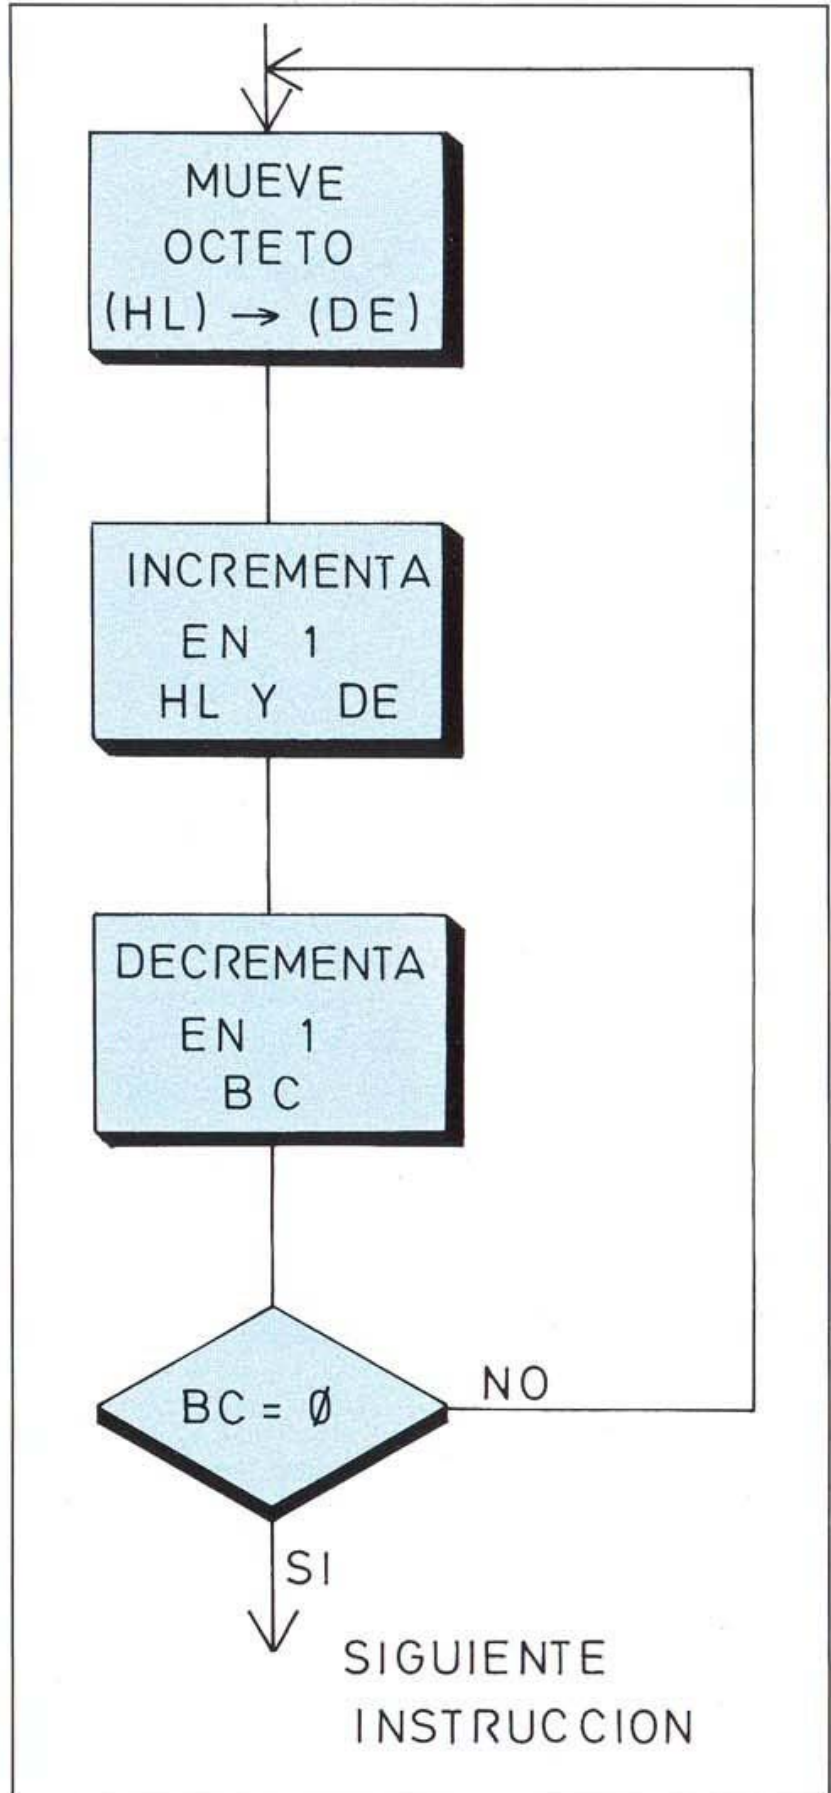 MUEVE
OCTETO
(HL) → (DE)
INCREMENTA
EN 1
HL Y DE
DECREMENTA
EN 1
BC
BC = Ø
NO
SI
SIGUIENTE
INSTRUCCION